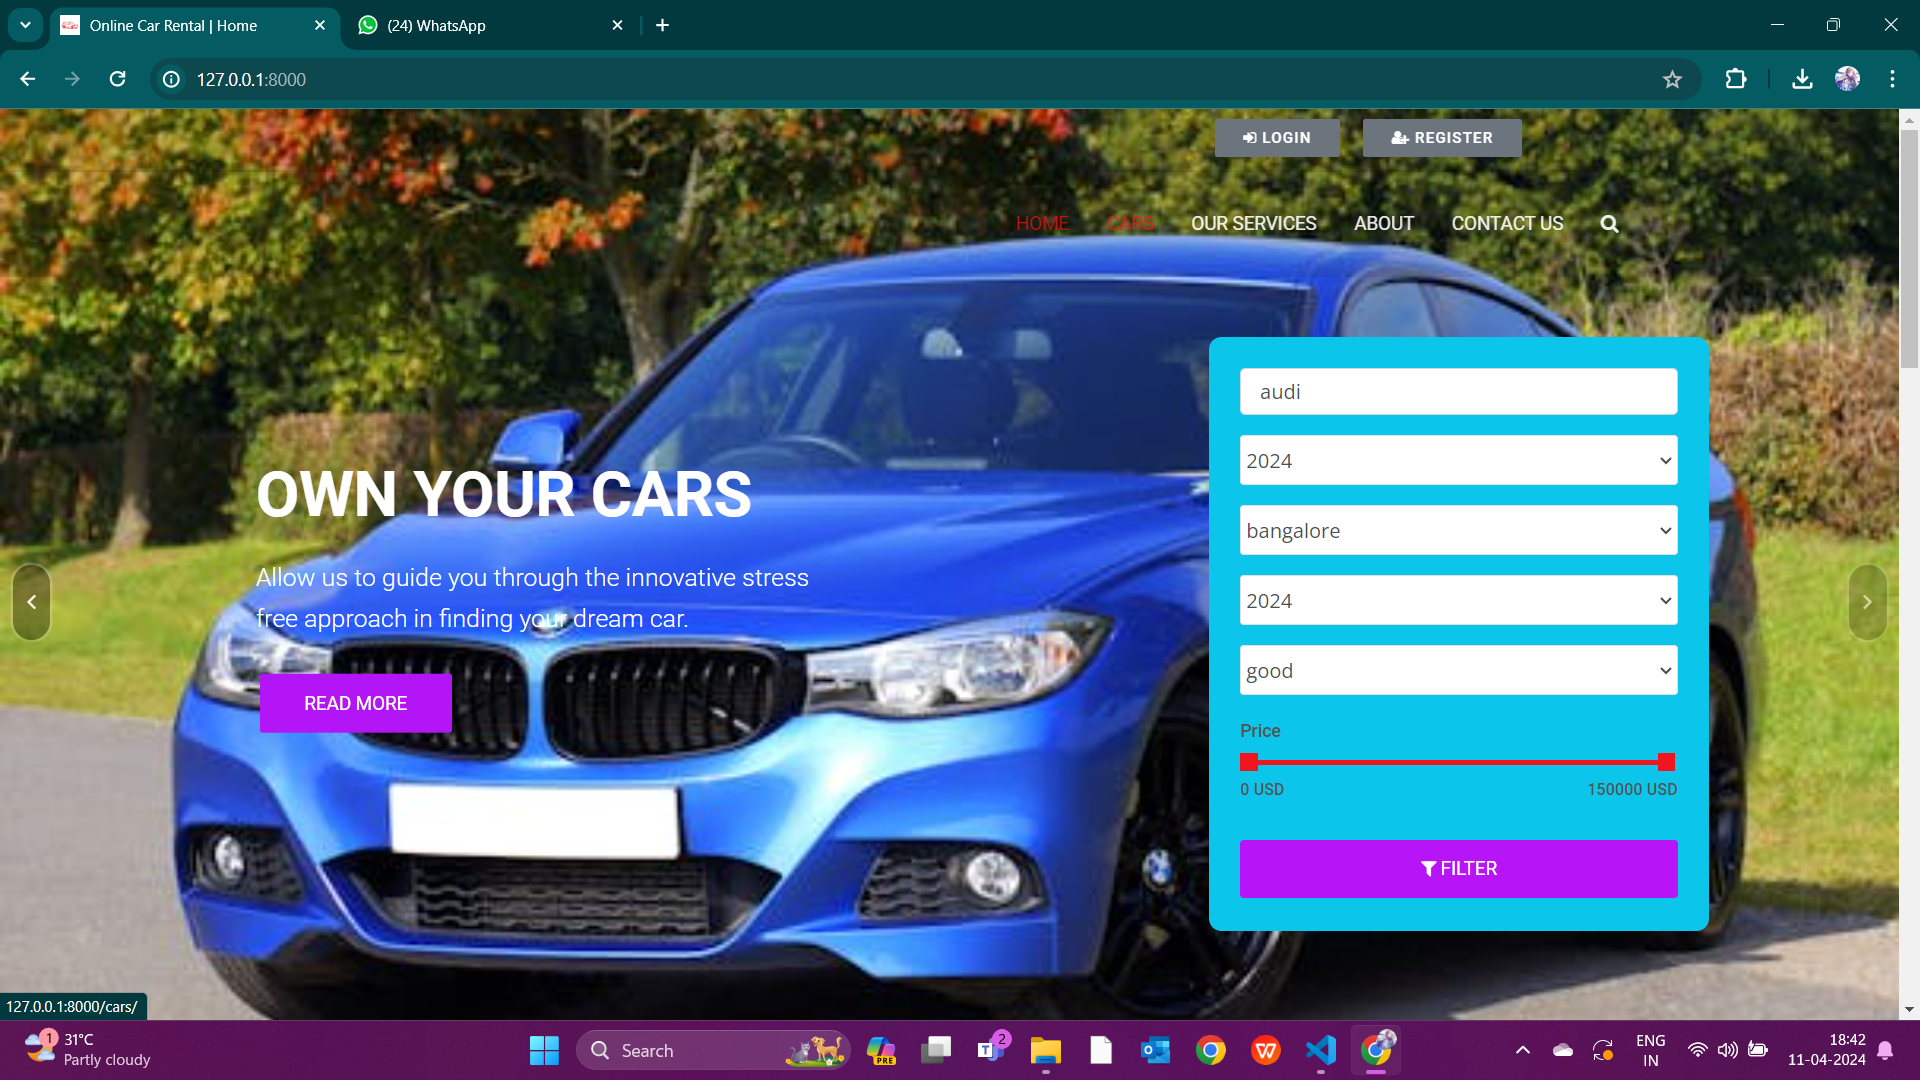 Online Car Rental | Home
(24) WhatsApp
127.0.0.1:8000
LOGIN
REGISTER
HOME
CARS
OUR SERVICES
ABOUT
CONTACT US
audi
2024
bangalore
2024
good
Price
0 USD
150000 USD
FILTER
OWN YOUR CARS
Allow us to guide you through the innovative stress
free approach in finding your dream car.
READ MORE
127.0.0.1:8000/cars/
1
31°C
Partly cloudy
Search
PRE
2
ENG
IN
18:42
11-04-2024